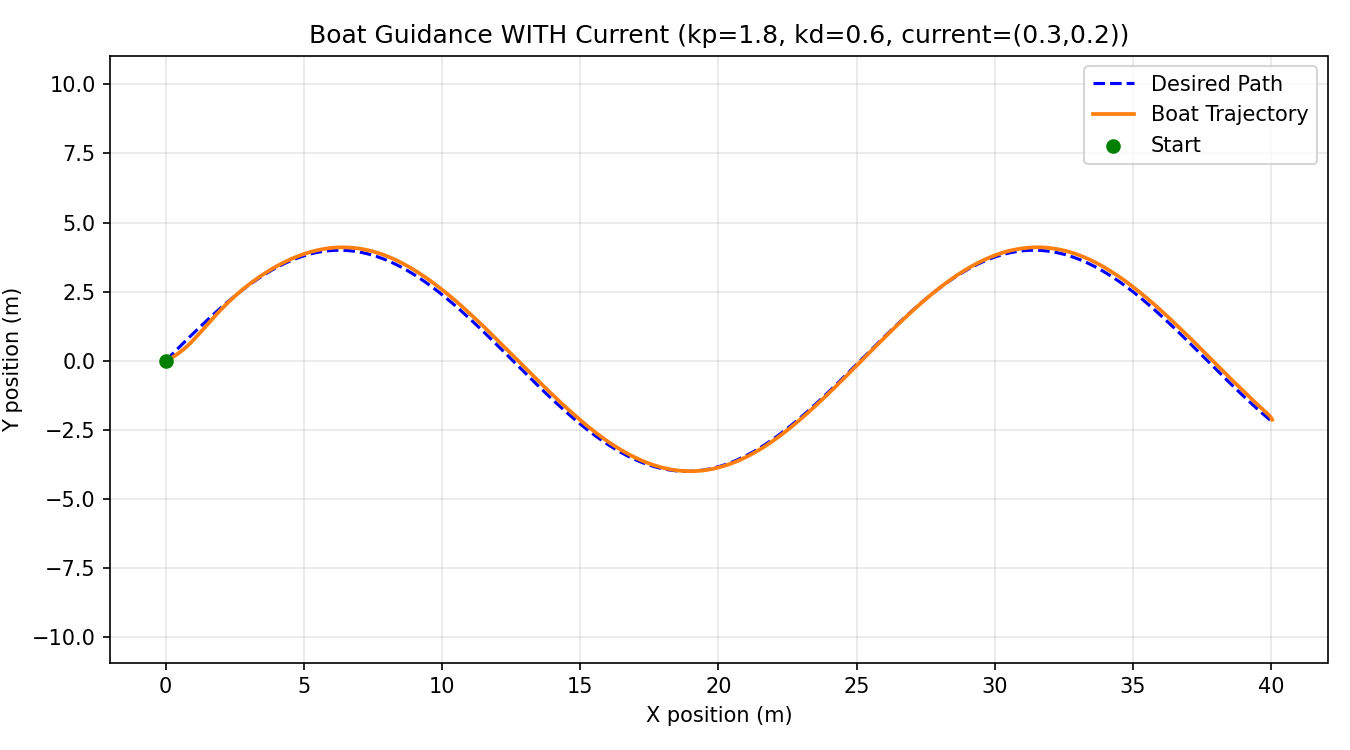 Boat Guidance WITH Current (kp=1.8, kd=0.6, current=(0.3,0.2))
Desired Path
Boat Trajectory
Start
Y position (m)
10.0
7.5
5.0
2.5
0.0
−2.5
−5.0
−7.5
−10.0
0 5 10 15 20 25 30 35 40
X position (m)